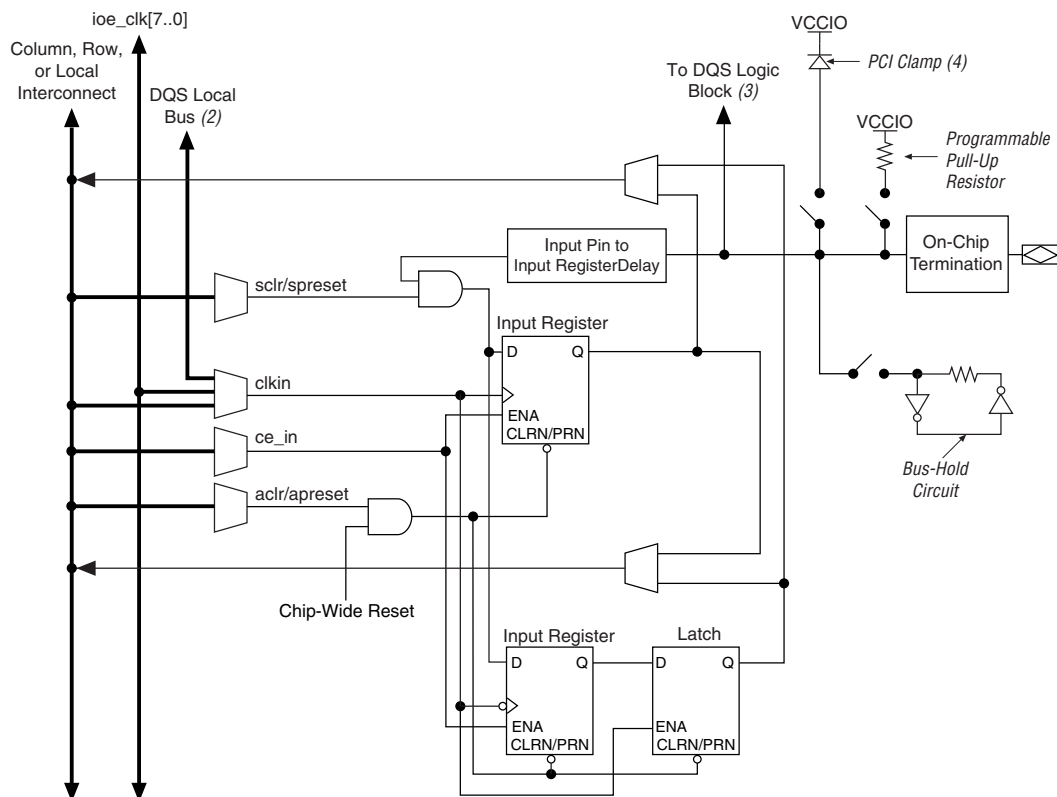 ioe_clk[7..0]
Column, Row,
or Local
Interconnect
DQS Local
Bus (2)
To DQS Logic
Block (3)
VCCIO
PCI Clamp (4)
VCCIO
Programmable
Pull-Up
Resistor
Input Pin to
Input RegisterDelay
On-Chip
Termination
sclr/spreset
Input Register
D
Q
clkin
ENA
CLRN/PRN
ce_in
aclr/apreset
Bus-Hold
Circuit
Chip-Wide Reset
Input Register
Latch
D
Q
D
Q
ENA
CLRN/PRN
ENA
CLRN/PRN